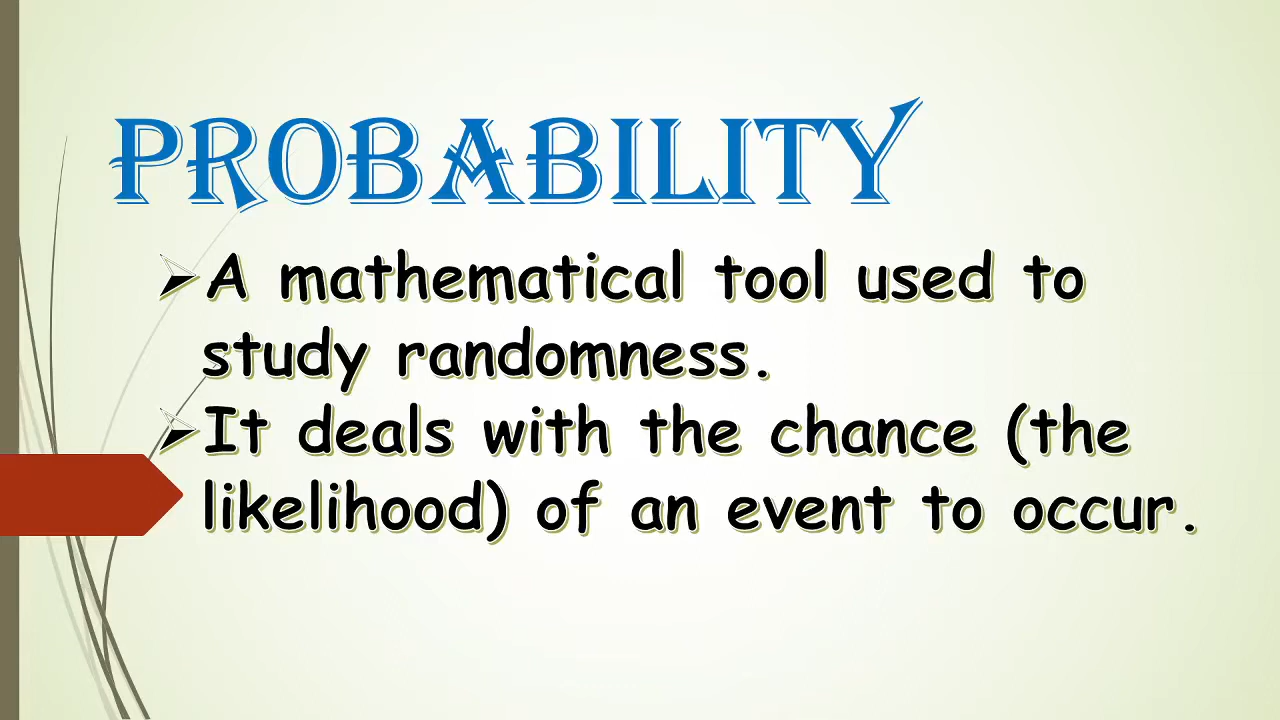 PROBABILITY
A mathematical tool used to
study randomness.
It deals with the chance (the
likelihood) of an event to occur.